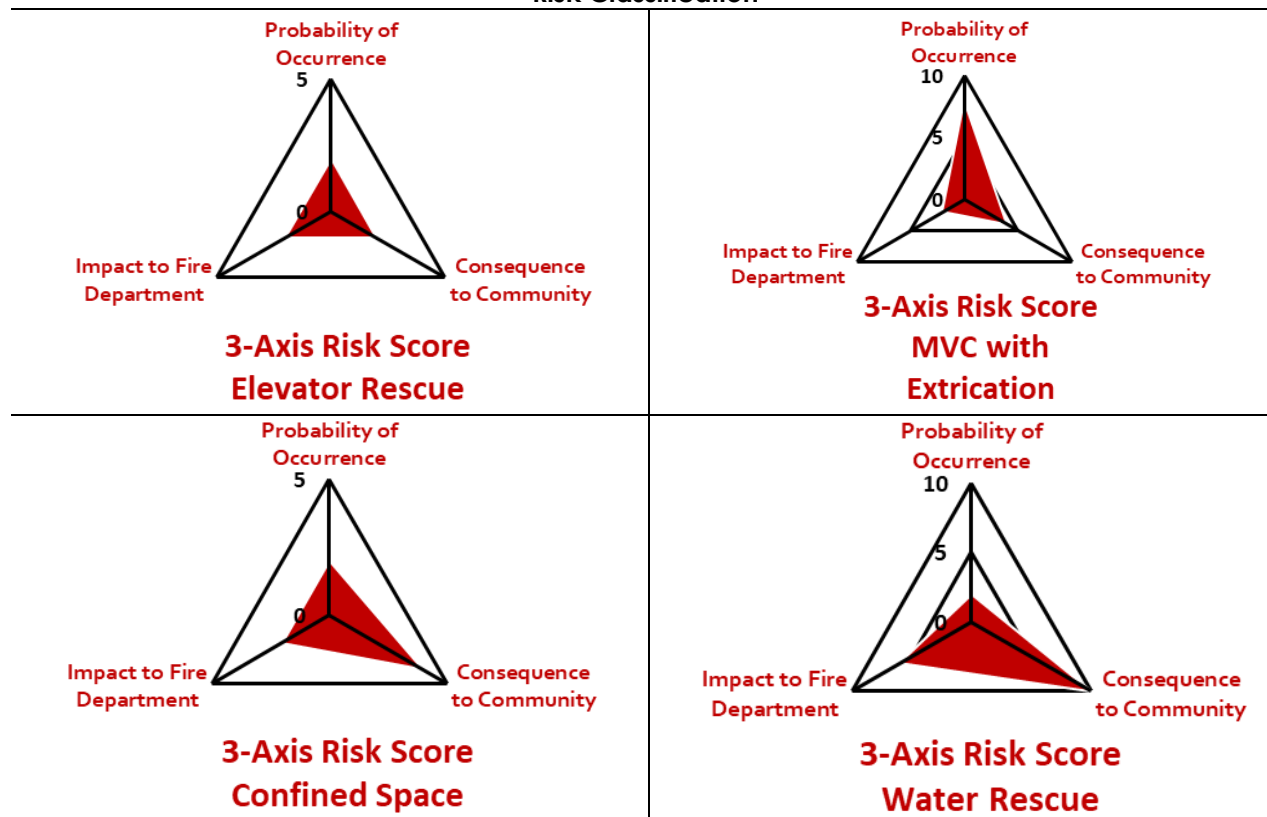 Risk Classification
Probability of
Occurrence
5
0
Impact to Fire
Department
Consequence
to Community
3-Axis Risk Score
Elevator Rescue
Probability of
Occurrence
10
5
0
Impact to Fire
Department
Consequence
to Community
3-Axis Risk Score
MVC with
Extrication
Probability of
Occurrence
5
0
Impact to Fire
Department
Consequence
to Community
3-Axis Risk Score
Confined Space
Probability of
Occurrence
10
5
0
Impact to Fire
Department
Consequence
to Community
3-Axis Risk Score
Water Rescue